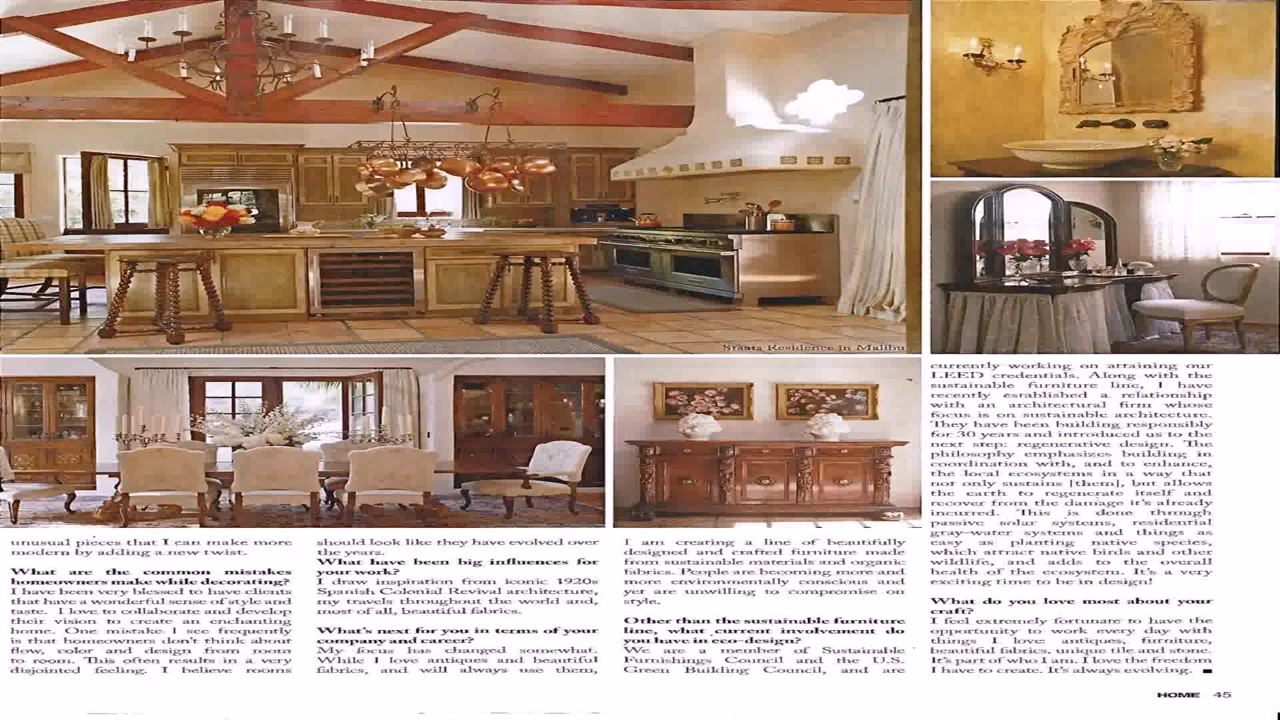 Staats Residence in Malibu
unusual pieces that I can make more
modern by adding a new twist.
What are the common mistakes
homeowners make while decorating?
I have been very blessed to have clients
that have a wonderful sense of style and
taste. I love to collaborate and develop
their vision to create an enchanting
home. One mistake I see frequently
is that homeowners don't think about
flow, color and design from room
to room. This often results in a very
disjointed feeling. I believe rooms
should look like they have evolved over
the years.
What have been big influences for
your work?
I draw inspiration from iconic 1920s
Spanish Colonial Revival architecture,
my travels throughout the world and,
most of all, beautiful fabrics.
What's next for you in terms of your
company and career?
My focus has changed somewhat.
While I love antiques and beautiful
fabrics, and will always use them,
I am creating a line of beautifully
designed and crafted furniture made
from sustainable materials and organic
fabrics. People are becoming more and
more environmentally conscious and
yet are unwilling to compromise on
style.
Other than the sustainable furniture
line, what current involvement do
you have in eco-design?
We are a member of Sustainable
Furnishings Council and the U.S.
Green Building Council, and are
currently working on attaining our
LEED credentials. Along with the
sustainable furniture line, I have
recently established a relationship
with an architectural firm whose
focus is on sustainable architecture.
They have been building responsibly
for 30 years and introduced us to the
next step: regenerative design. The
philosophy emphasizes building in
coordination with, and to enhance,
the local ecosystems in a way that
not only sustains [them], but allows
the earth to regenerate itself and
recover from the damage it's already
incurred. This is done through
passive solar systems, residential
gray-water systems and things as
easy as planting native species,
which attract native birds and other
wildlife, and adds to the overall
health of the ecosystem. It's a very
exciting time to be in design!
What do you love most about your
craft?
I feel extremely fortunate to have the
opportunity to work every day with
things I love: antiques, furniture,
beautiful fabrics, unique tile and stone.
It's part of who I am. I love the freedom
I have to create. It's always evolving. ■
HOME 45